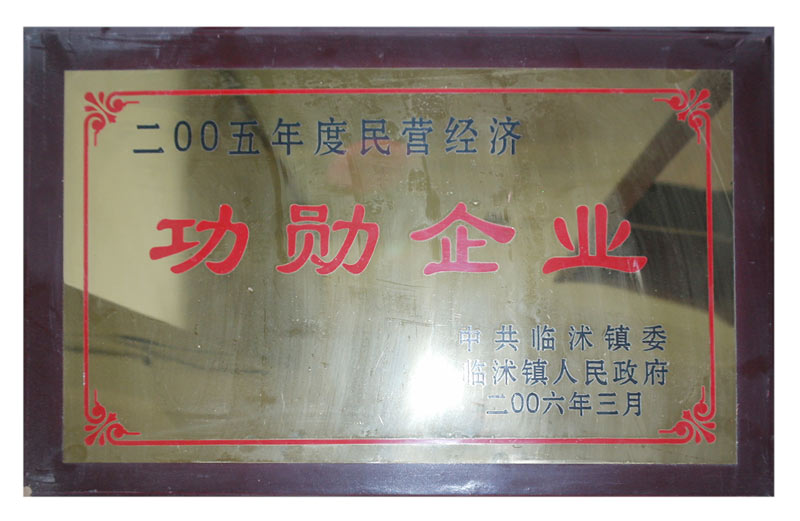 二00五年度民营经济
功勋企业
中共临沭镇委
临沭镇人民政府
二00六年三月